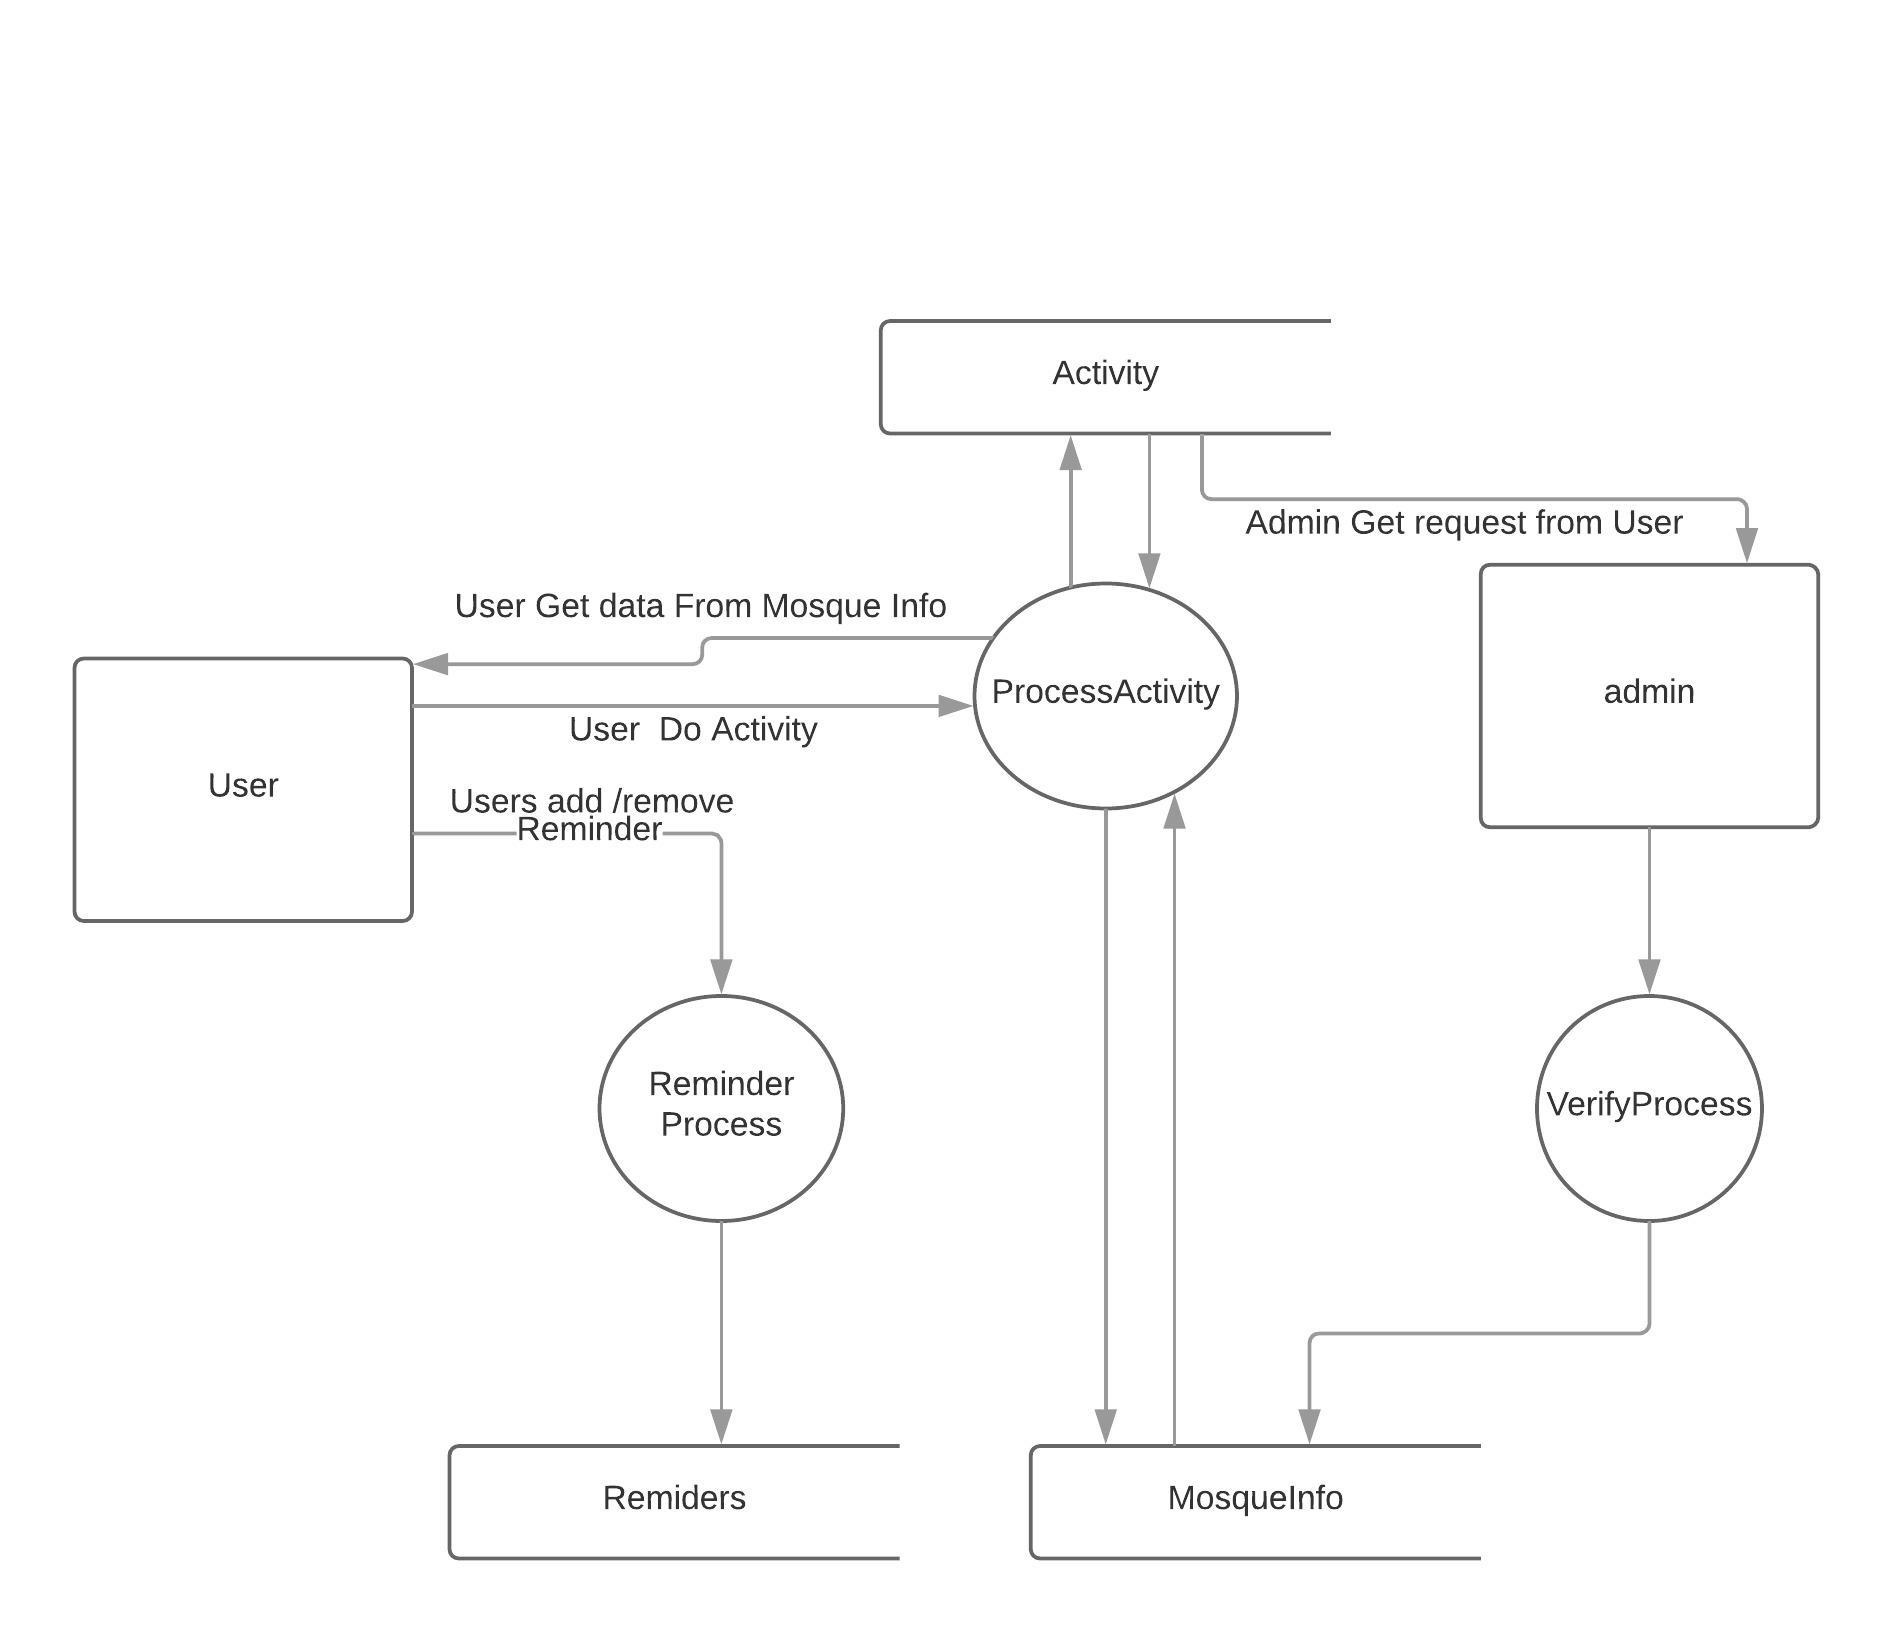 Activity
Admin Get request from User
User Get data From Mosque Info
ProcessActivity
admin
User  Do Activity
User
Users add /remove
Reminder
Reminder
Process
VerifyProcess
Remiders
MosqueInfo